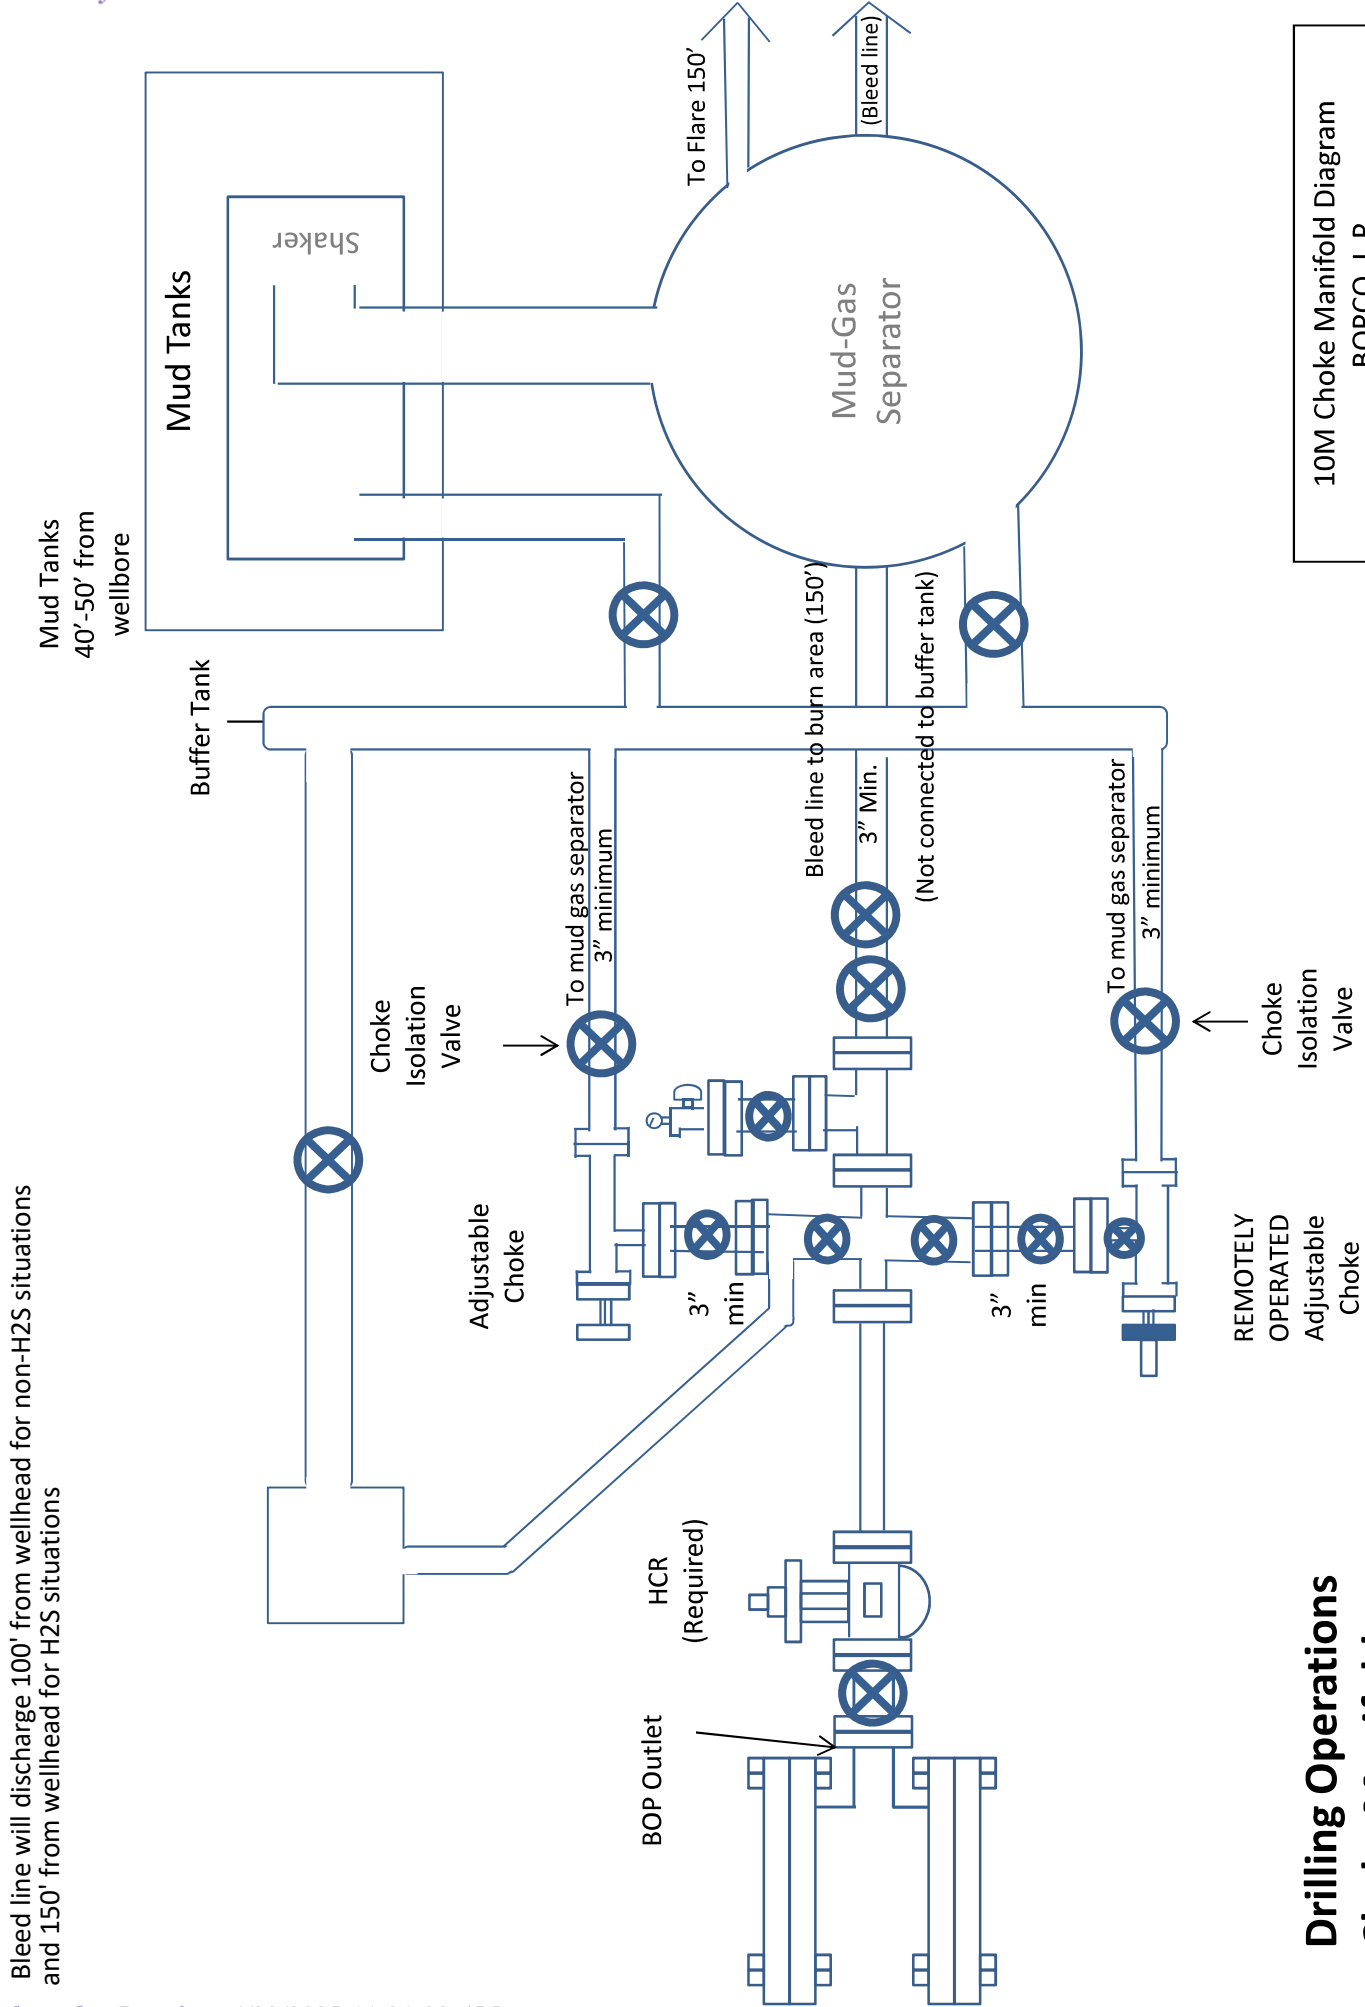 Bleed line will discharge 100' from wellhead for non-H2S situations
and 150' from wellhead for H2S situations
Mud Tanks
40'-50' from
wellbore
Mud Tanks
Shaker
Buffer Tank
To Flare 150'
(Bleed line)
Mud-Gas
Separator
Choke
Isolation
Valve
To mud gas separator
3” minimum
Bleed line to burn area (150')
3” Min.
(Not connected to buffer tank)
To mud gas separator
3” minimum
Choke
Isolation
Valve
Adjustable
Choke
3”
min
3”
min
REMOTELY
OPERATED
Adjustable
Choke
HCR
(Required)
BOP Outlet
10M Choke Manifold Diagram
BOPCO, L.P.
Drilling Operations